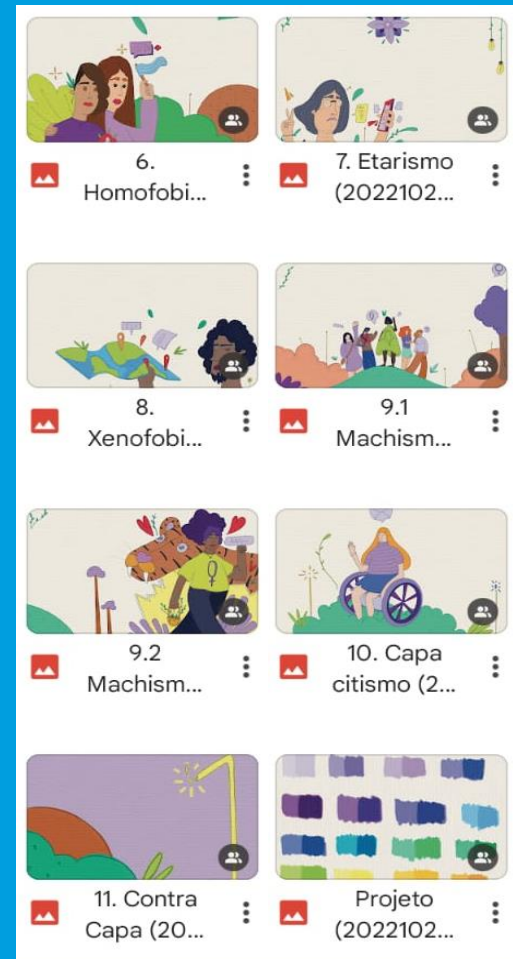 6.
Homofobi...
7. Etarismo
(2022102...
8.
Xenofobi...
9.1
Machism...
9.2
Machism...
10. Capa
citismo (2...
11. Contra
Capa (20...
Projeto
(2022102...